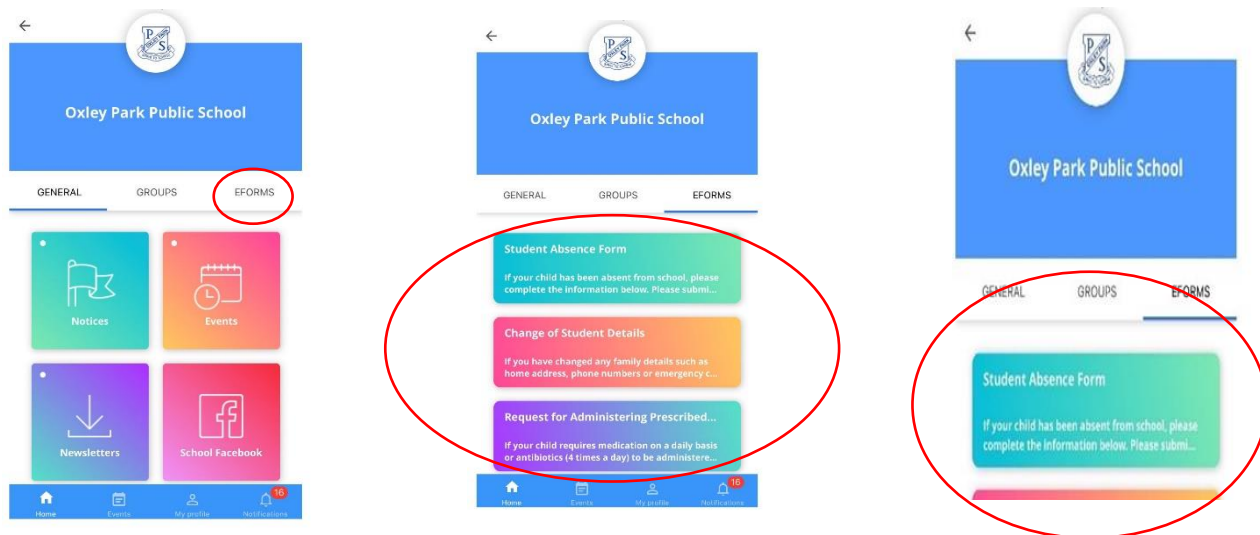 P
S
Oxley Park Public School
GENERAL GROUPS EFORMS
Notices
Events
Newsletters
School Facebook
Home Events My profile Notifications
16
P
S
Oxley Park Public School
GENERAL GROUPS EFORMS
Student Absence Form
If your child has been absent from school, please
complete the information below. Please submi...
Change of Student Details
If you have changed any family details such as
home address, phone numbers or emergency c...
Request for Administering Prescribed...
If your child requires medication on a daily basis
or antibiotics (4 times a day) to be administere...
Home Events My profile Notifications
16
P
S
Oxley Park Public School
GENERAL GROUPS EFORMS
Student Absence Form
If your child has been absent from school, please
complete the information below. Please submi...